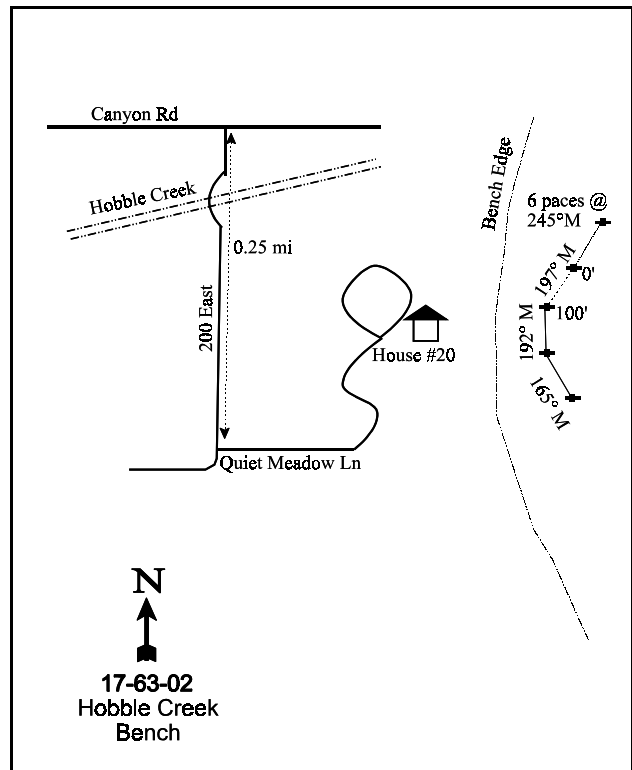 Canyon Rd
Hobble Creek
0.25 mi
200 East
House #20
Quiet Meadow Ln
Bench Edge
6 paces @
245°M
197° M
0'
100'
192° M
165° M
N
17-63-02
Hobble Creek
Bench